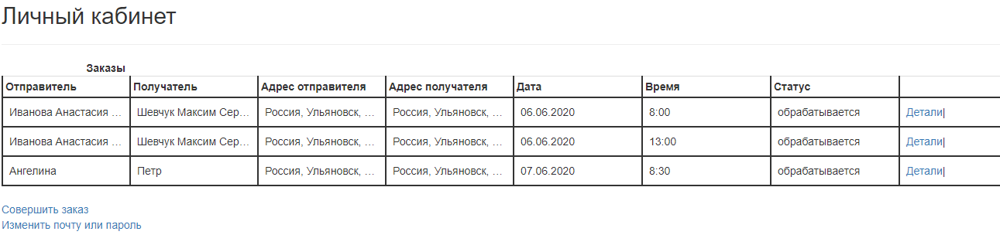 Личный кабинет
Заказы
Отправитель Получатель Адрес отправителя Адрес получателя Дата Время Статус
Иванова Анастасия … Шевчук Максим Сер… Россия, Ульяновск, … Россия, Ульяновск, … 06.06.2020 8:00 обрабатывается Детали|
Иванова Анастасия … Шевчук Максим Сер… Россия, Ульяновск, … Россия, Ульяновск, … 06.06.2020 13:00 обрабатывается Детали|
Ангелина Петр Россия, Ульяновск, … Россия, Ульяновск, … 07.06.2020 8:30 обрабатывается Детали|
Совершить заказ
Изменить почту или пароль